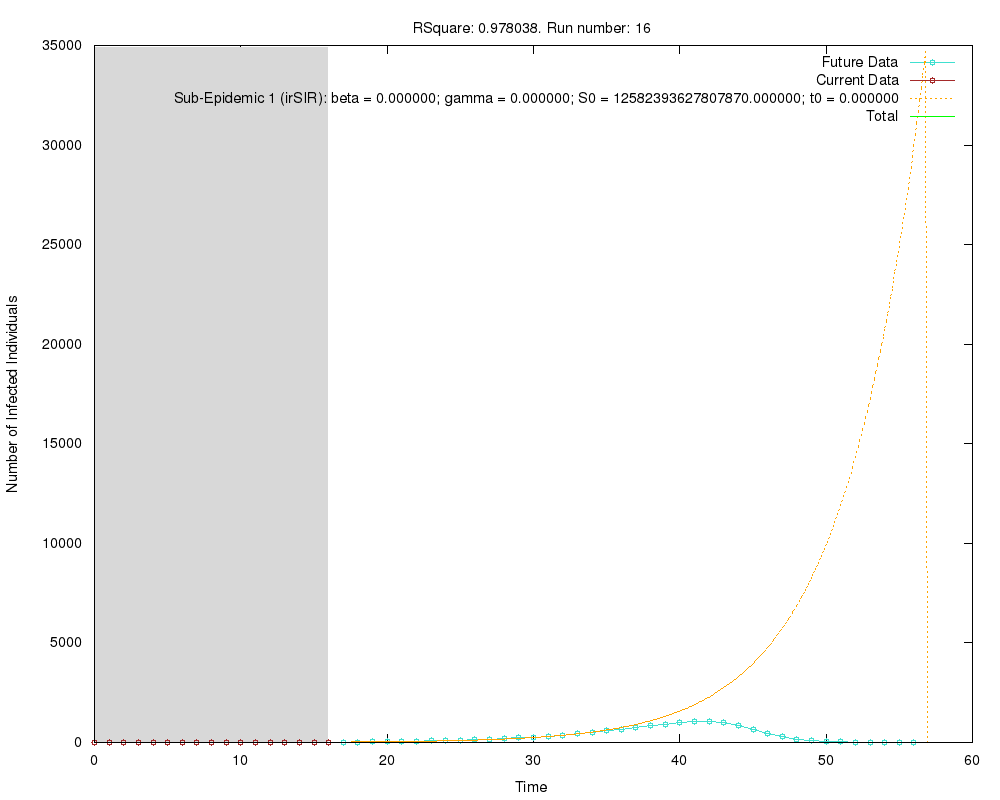 RSquare: 0.978038. Run number: 16
35000
30000
25000
20000
15000
10000
5000
0
Number of Infected Individuals
Future Data
Current Data
Sub-Epidemic 1 (irSIR): beta = 0.000000; gamma = 0.000000; S0 = 12582393627807870.000000; t0 = 0.000000
Total
0 10 20 30 40 50 60
Time